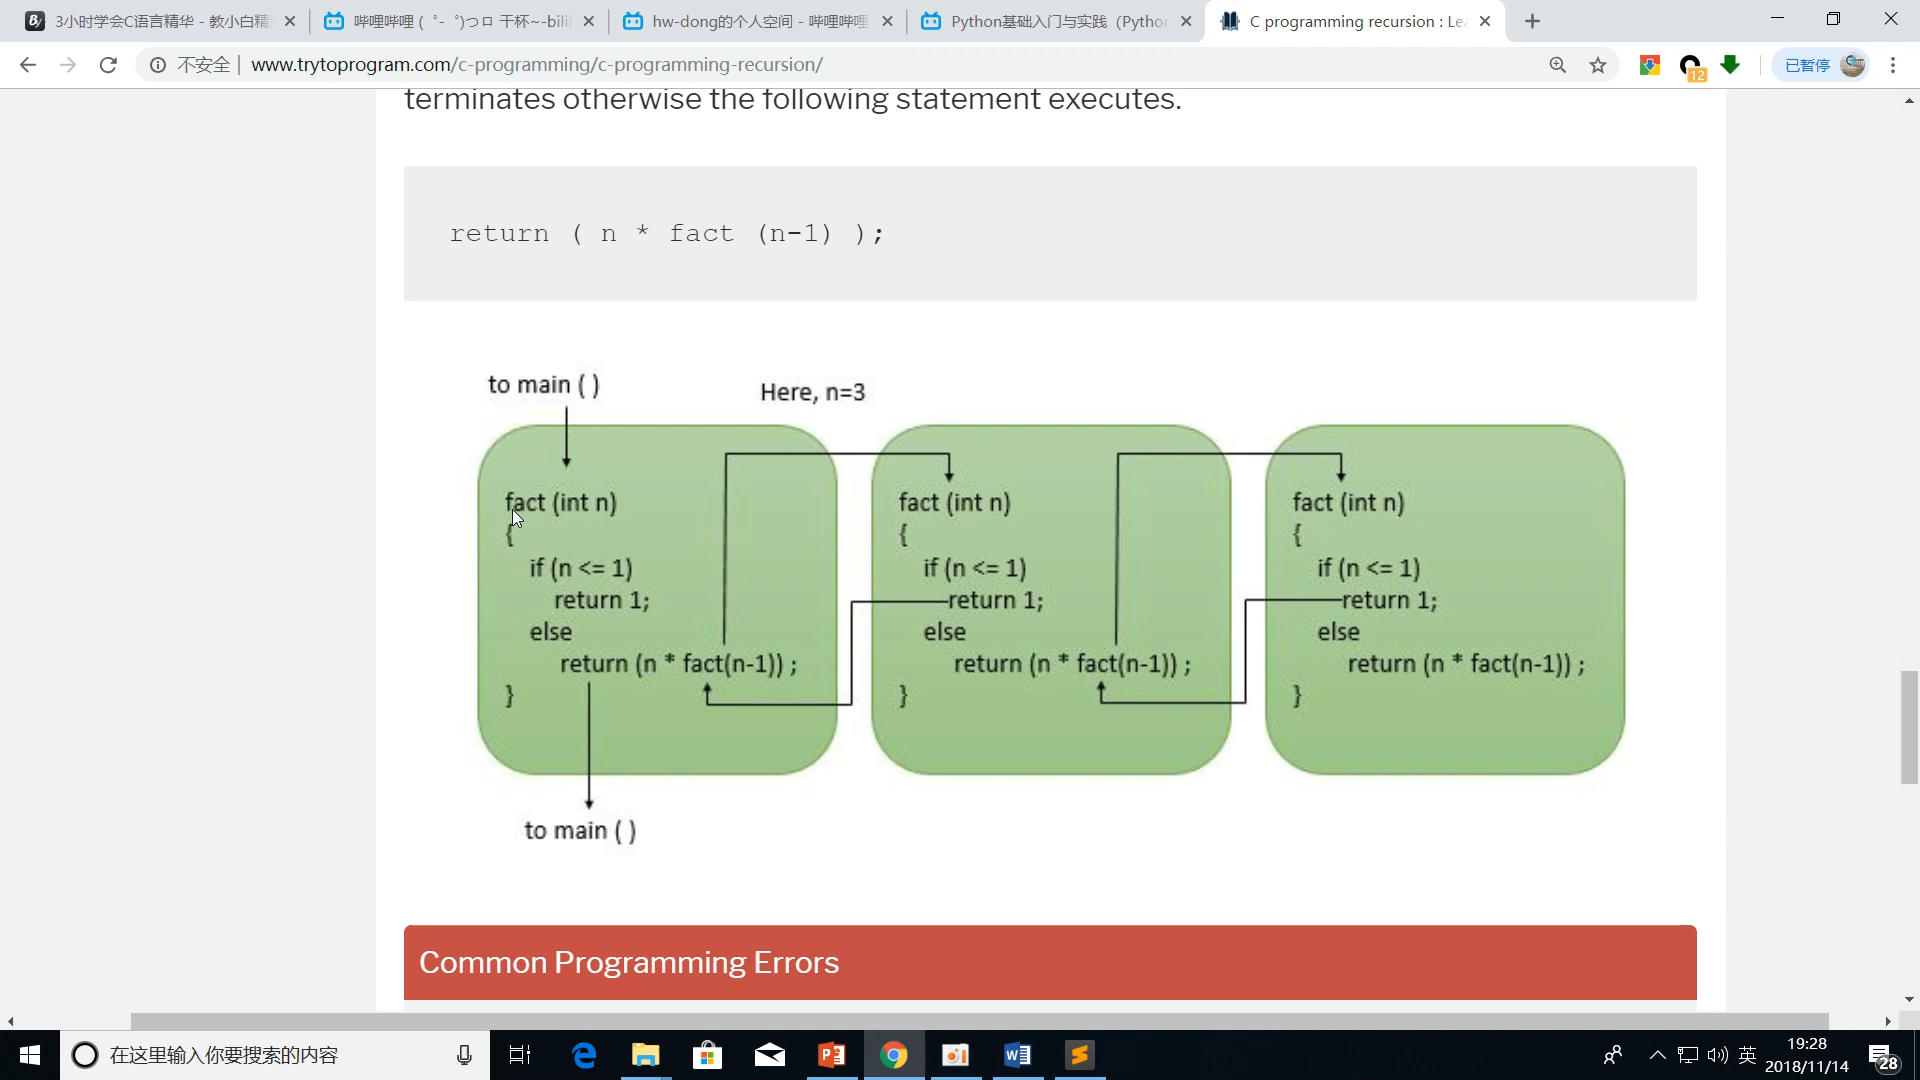 3小时学会C语言精华 - 教小白精
哔哩哔哩 ( ゜- ゜)つロ 干杯~-bili
hw-dong的个人空间 - 哔哩哔哩
Python基础入门与实践（Python
C programming recursion : Lea
不安全 | www.trytoprogram.com/c-programming/c-programming-recursion/
12
已暂停
terminates otherwise the following statement executes.
return ( n * fact (n-1) );
to main ( )
Here, n=3
fact (int n)
{
if (n <= 1)
return 1;
else
return (n * fact(n-1)) ;
}
to main ( )
fact (int n)
{
if (n <= 1)
return 1;
else
return (n * fact(n-1)) ;
}
fact (int n)
{
if (n <= 1)
return 1;
else
return (n * fact(n-1)) ;
}
Common Programming Errors
在这里输入你要搜索的内容
英
19:28
2018/11/14
28